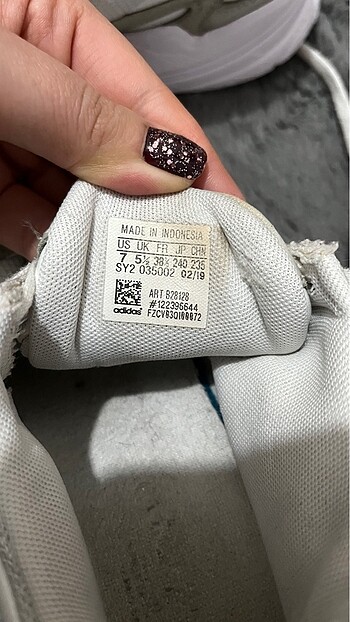 MADE IN INDONESIA
US UK FR JP CHN
7 5½ 38⅔ 240 235
SY2 035002 02/19
ART B28128
#122396644
adidas FZCV83Q100072